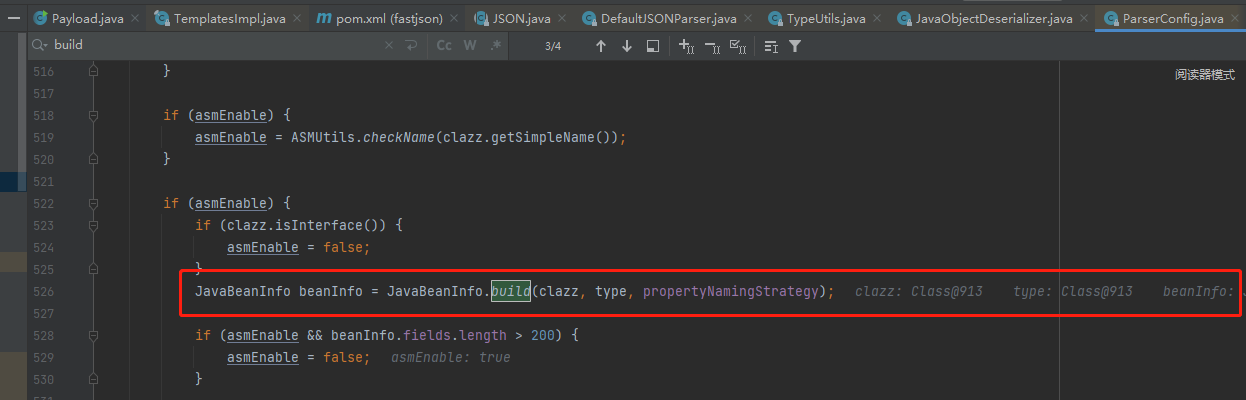 Payload.java × TemplatesImpl.java × pom.xml (fastjson) × JSON.java × DefaultJSONParser.java × TypeUtils.java × JavaObjectDeserializer.java × ParserConfig.java ×
build × Cc W .* 3/4
阅读器模式
516 }
517
518 if (asmEnable) {
519 asmEnable = ASMUtils.checkName(clazz.getSimpleName());
520 }
521
522 if (asmEnable) {
523 if (clazz.isInterface()) {
524 asmEnable = false;
525 }
526 JavaBeanInfo beanInfo = JavaBeanInfo.build(clazz, type, propertyNamingStrategy); clazz: Class@913 type: Class@913 beanInfo:
527
528 if (asmEnable && beanInfo.fields.length > 200) {
529 asmEnable = false; asmEnable: true
530 }